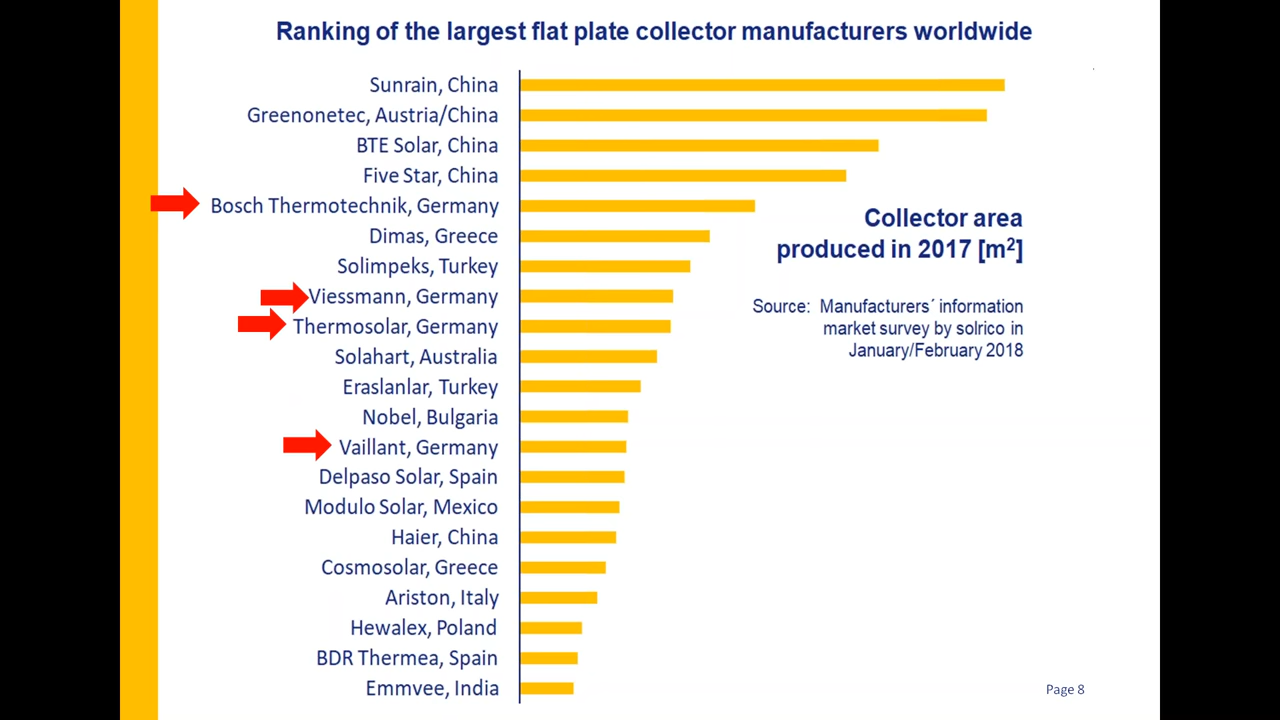 Ranking of the largest flat plate collector manufacturers worldwide
Sunrain, China
Greenonetec, Austria/China
BTE Solar, China
Five Star, China
Bosch Thermotechnik, Germany
Dimas, Greece
Solimpeks, Turkey
Viessmann, Germany
Thermosolar, Germany
Solahart, Australia
Eraslanlar, Turkey
Nobel, Bulgaria
Vaillant, Germany
Delpaso Solar, Spain
Modulo Solar, Mexico
Haier, China
Cosmosolar, Greece
Ariston, Italy
Hewalex, Poland
BDR Thermea, Spain
Emmvee, India
Collector area
produced in 2017 [m²]
Source: Manufacturers´ information
market survey by solrico in
January/February 2018
Page 8